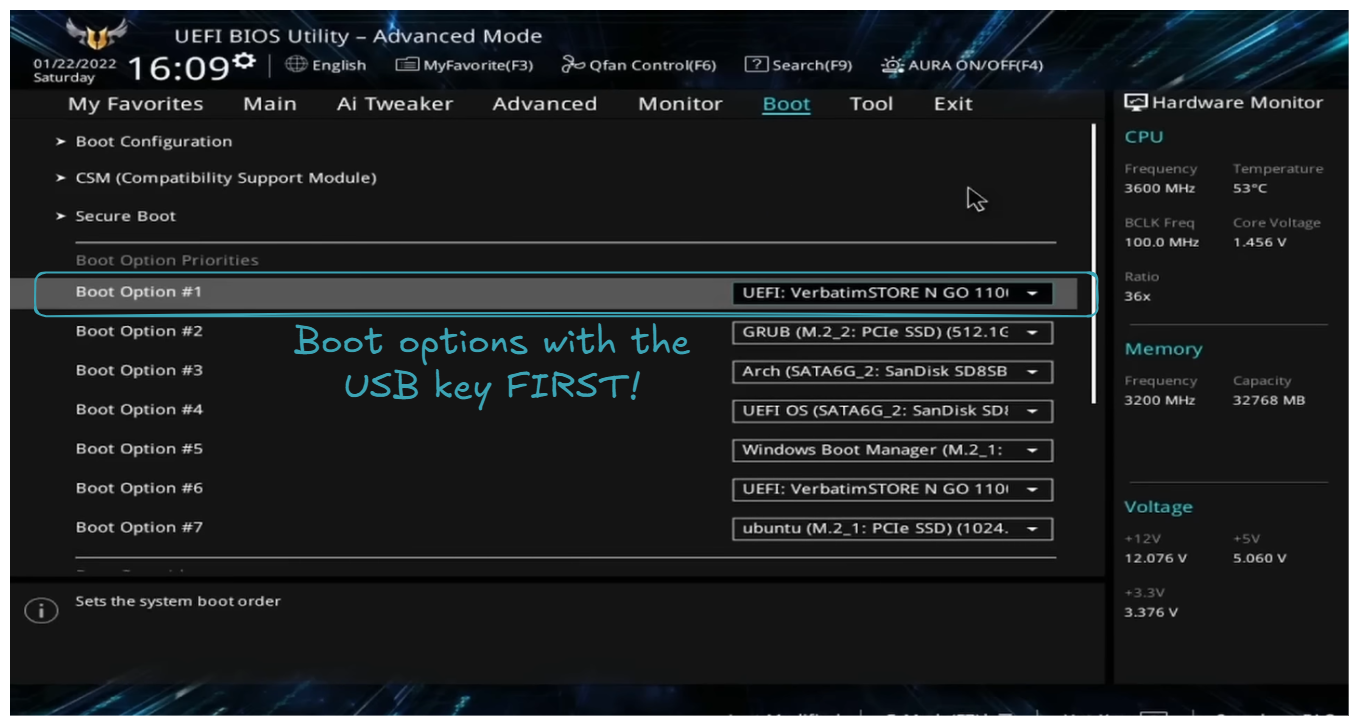 UEFI BIOS Utility – Advanced Mode
01/22/2022
Saturday
16:09
English
MyFavorite(F3)
Qfan Control(F6)
? Search(F9)
AURA ON/OFF(F4)
My Favorites Main Ai Tweaker Advanced Monitor Boot Tool Exit
Hardware Monitor
> Boot Configuration
> CSM (Compatibility Support Module)
> Secure Boot
Boot Option Priorities
Boot Option #1 UEFI: VerbatimSTORE N GO 110
Boot Option #2 GRUB (M.2_2: PCIe SSD) (512.1G
Boot options with the
USB key FIRST!
Boot Option #3 Arch (SATA6G_2: SanDisk SD8SB
Boot Option #4 UEFI OS (SATA6G_2: SanDisk SD
Boot Option #5 Windows Boot Manager (M.2_1:
Boot Option #6 UEFI: VerbatimSTORE N GO 110
Boot Option #7 ubuntu (M.2_1: PCIe SSD) (1024.
i Sets the system boot order
CPU
Frequency Temperature
3600 MHz 53°C
BCLK Freq Core Voltage
100.0 MHz 1.456 V
Ratio
36x
Memory
Frequency Capacity
3200 MHz 32768 MB
Voltage
+12V +5V
12.076 V 5.060 V
+3.3V
3.376 V